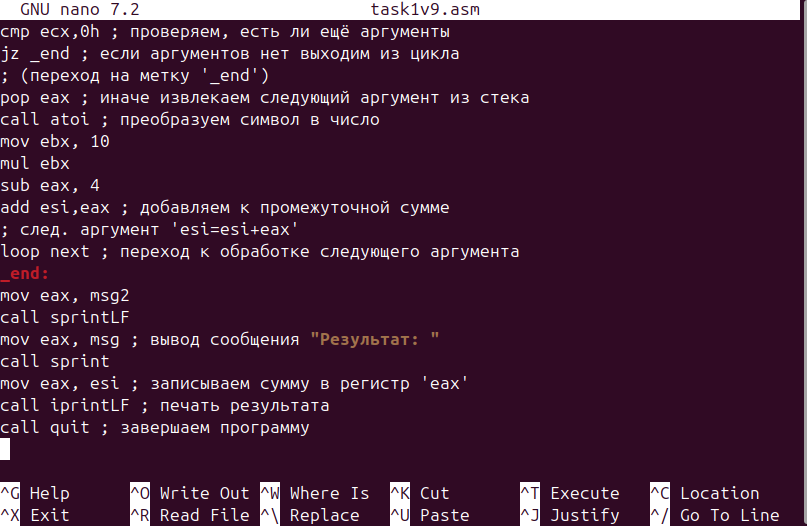 GNU nano 7.2 task1v9.asm
cmp ecx,0h ; проверяем, есть ли ещё аргументы
jz _end ; если аргументов нет выходим из цикла
; (переход на метку '_end')
pop eax ; иначе извлекаем следующий аргумент из стека
call atoi ; преобразуем символ в число
mov ebx, 10
mul ebx
sub eax, 4
add esi,eax ; добавляем к промежуточной сумме
; след. аргумент 'esi=esi+eax'
loop next ; переход к обработке следующего аргумента
_end:
mov eax, msg2
call sprintLF
mov eax, msg ; вывод сообщения "Результат: "
call sprint
mov eax, esi ; записываем сумму в регистр 'eax'
call iprintLF ; печать результата
call quit ; завершаем программу
^G Help ^O Write Out ^W Where Is ^K Cut ^T Execute ^C Location
^X Exit ^R Read File ^\ Replace ^U Paste ^J Justify ^/ Go To Line